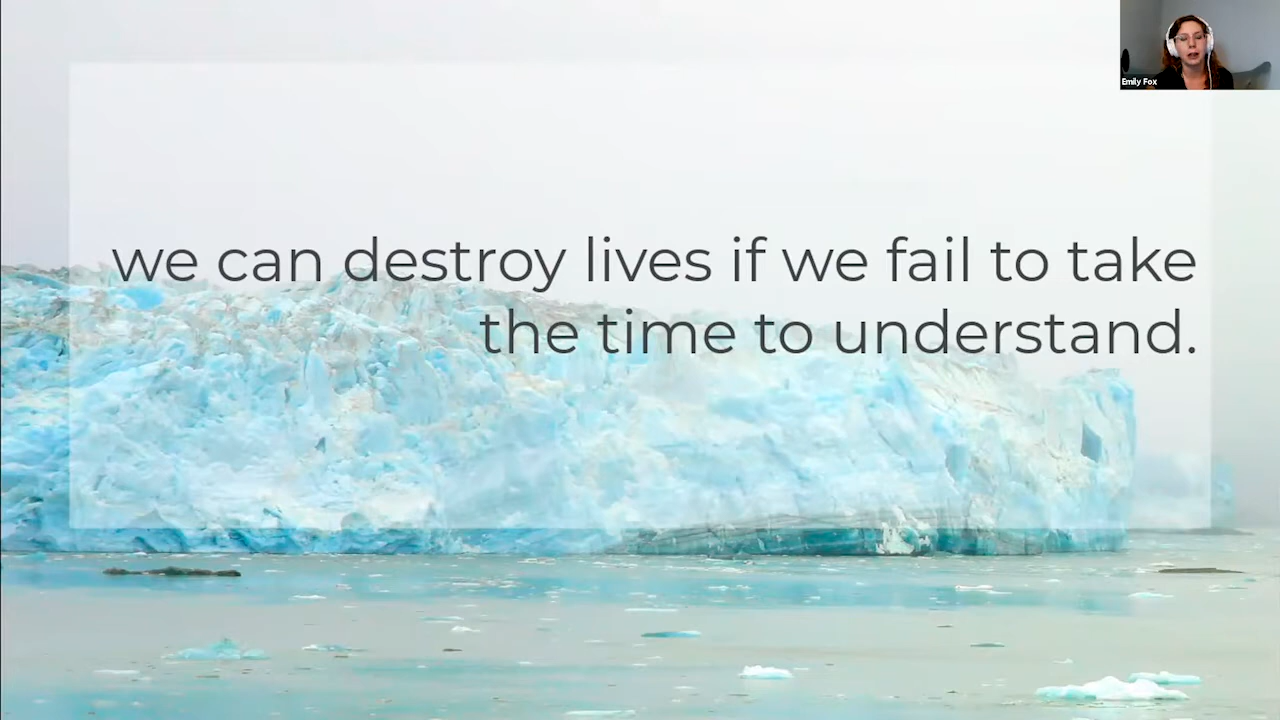 Emily Fox
we can destroy lives if we fail to take
the time to understand.